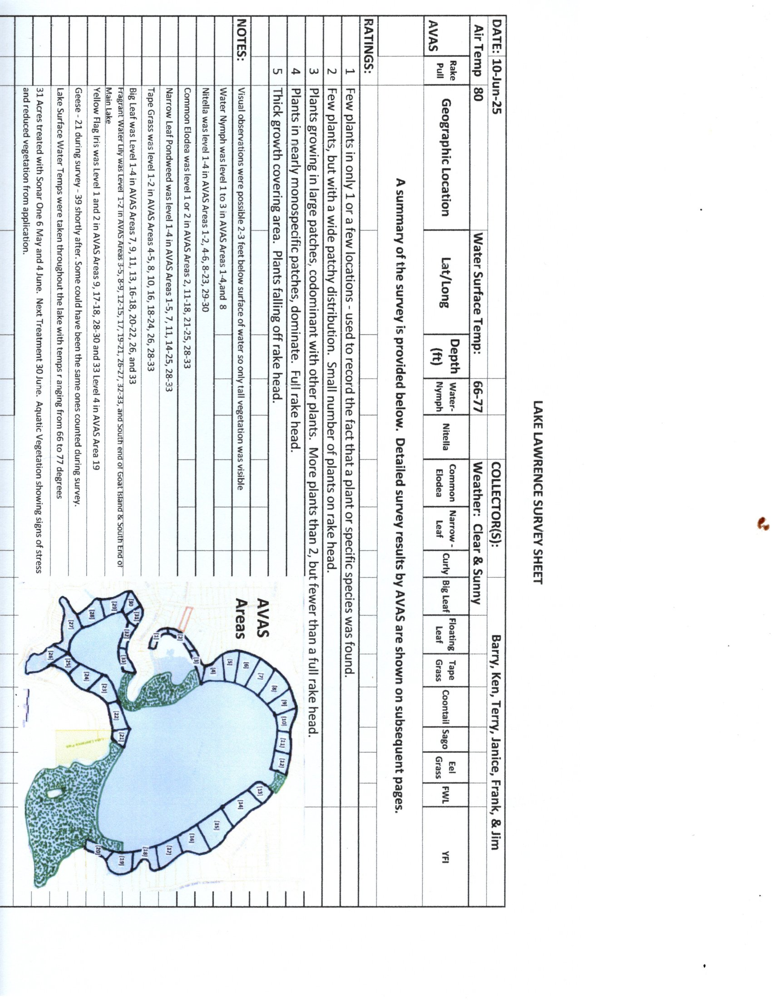 LAKE LAWRENCE SURVEY SHEET
DATE: 10-Jun-25 COLLECTOR(S): Barry, Ken, Terry, Janice, Frank, & Jim
Air Temp 80 Water Surface Temp: 66-77 Weather: Clear & Sunny
AVAS Rake Pull Geographic Location Lat/Long Depth (ft) Water-Nymph Nitella Common Elodea Narrow-Leaf Curly Big Leaf Floating Leaf Tape Grass Coontail Sago Eel Grass FWL YFI
A summary of the survey is provided below. Detailed survey results by AVAS are shown on subsequent pages.
RATINGS:
1 Few plants in only 1 or a few locations - used to record the fact that a plant or specific species was found.
2 Few plants, but with a wide patchy distribution. Small number of plants on rake head.
3 Plants growing in large patches, codominant with other plants. More plants than 2, but fewer than a full rake head.
4 Plants in nearly monospecific patches, dominate. Full rake head.
5 Thick growth covering area. Plants falling off rake head.
NOTES: Visual observations were possible 2-3 feet below surface of water so only tall vegetation was visible
Water Nymph was level 1 to 3 in AVAS Areas 1-4,and 8
Nitella was level 1-4 in AVAS Areas 1-2, 4-6, 8-23, 29-30
Common Elodea was level 1 or 2 in AVAS Areas 2, 11-18, 21-25, 28-33
Narrow Leaf Pondweed was level 1-4 in AVAS Areas 1-5, 7, 11, 14-25, 28-33
Tape Grass was level 1-2 in AVAS Areas 4-5, 8, 10, 16, 18-24, 26, 28-33
Big Leaf was Level 1-4 in AVAS Areas 7, 9, 11, 13, 16-18, 20-22, 26, and 33
Fragrant Water Lily was Level 1-2 in AVAS Areas 3-5, 8-9, 12-15, 17, 19-21, 26-27, 32-33, and South end of Goat Island & South End of
Main Lake
Yellow Flag Iris was Level 1 and 2 in AVAS Areas 9, 17-18, 28-30 and 33 Level 4 in AVAS Area 19
Geese - 21 during survey - 39 shortly after. Some could have been the same ones counted during survey.
Lake Surface Water Temps were taken throughout the lake with temps r anging from 66 to 77 degrees
31 Acres treated with Sonar One 6 May and 4 June. Next Treatment 30 June. Aquatic Vegetation showing signs of stress
and reduced vegetation from application.
AVAS
Areas
[1]
[2]
[3]
[4]
[5]
[6]
[7]
[8]
[9]
[10]
[11]
[12]
[13]
[14]
[15]
[16]
[17]
[18]
[19]
[20]
[21]
[22]
[23]
[24]
[25]
[26]
[27]
[28]
[29]
[30
[31]
[32]
[33]